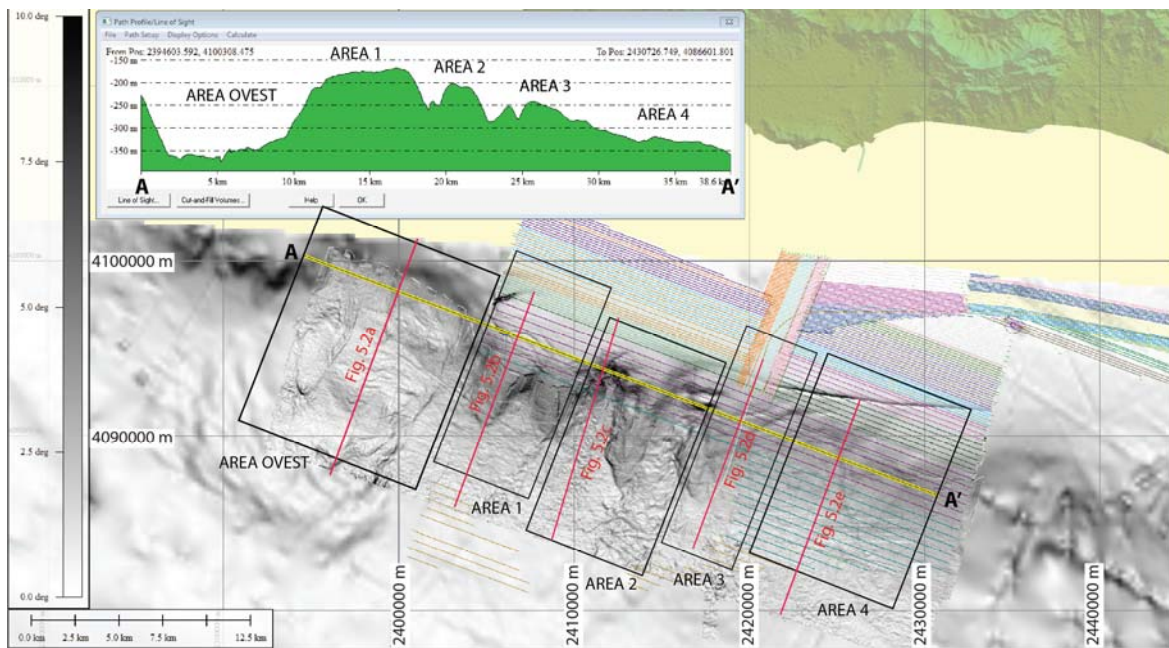 10.0 deg
7.5 deg
5.0 deg
2.5 deg
0.0 deg
Path Profile/Line of Sight
File Path Setup Display Options Calculate
From Pos: 2394603.592, 4100308.475
To Pos: 2430726.749, 4086601.801
-150 m
-200 m
-250 m
-300 m
-350 m
AREA OVEST
AREA 1
AREA 2
AREA 3
AREA 4
A
5 km
10 km
15 km
20 km
25 km
30 km
35 km
38.6 km
A'
Line of Sight...
Cut-and-Fill Volumes...
Help
OK
4100000 m
4090000 m
A
A'
Fig. 5.2a
Fig. 5.2b
Fig. 5.2c
Fig. 5.2d
Fig. 5.2e
AREA OVEST
AREA 1
AREA 2
AREA 3
AREA 4
2400000 m
2410000 m
2420000 m
2430000 m
2440000 m
0.0 km
2.5 km
5.0 km
7.5 km
12.5 km